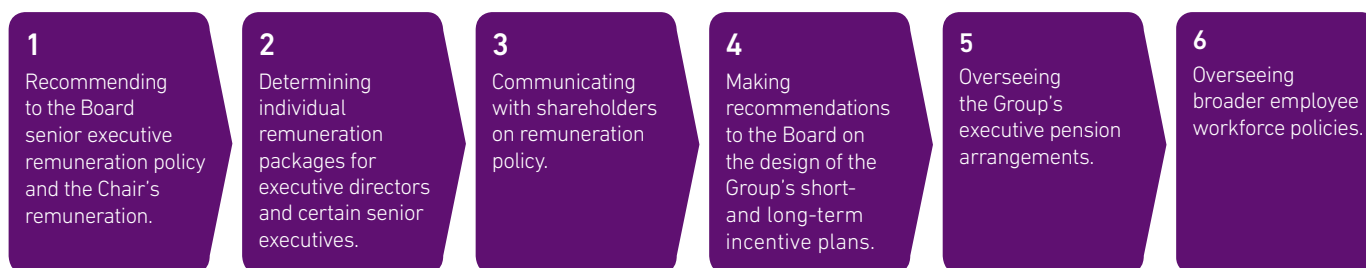 1
Recommending
to the Board
senior executive
remuneration policy
and the Chair's
remuneration.
2
Determining
individual
remuneration
packages for
executive directors
and certain senior
executives.
3
Communicating
with shareholders
on remuneration
policy.
4
Making
recommendations
to the Board on
the design of the
Group's short-
and long-term
incentive plans.
5
Overseeing
the Group's
executive pension
arrangements.
6
Overseeing
broader employee
workforce policies.